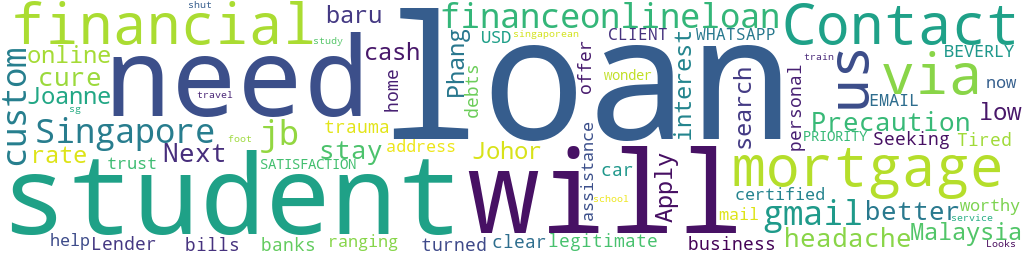 shut
financial
baru
financeonlineloan
Contact
online
study
cash
USD
singaporean
CLIENT
WHATSAPP
BEVERLY
custom
cure
need
loan
Phang
debts
offer
wonder
interest
train
us
via
now
Joanne
travel
home
search
personal
EMAIL
low
sg
Singapore
jb
trauma
Precaution
PRIORITY
Seeking
Tired
rate
trust
Next
foot
stay
address
Johor
assistance
car
Apply
mortgage
SATISFACTION
student
will
school
certified
worthy
mail
gmail
better
service
Malaysia
help
Lender
bills
banks
ranging
turned
clear
legitimate
business
headache
Looks